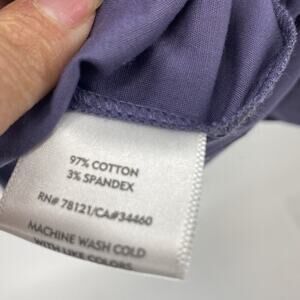 97% COTTON
3% SPANDEX
RN# 78121/CA#34460
MACHINE WASH COLD
WITH LIKE COLORS